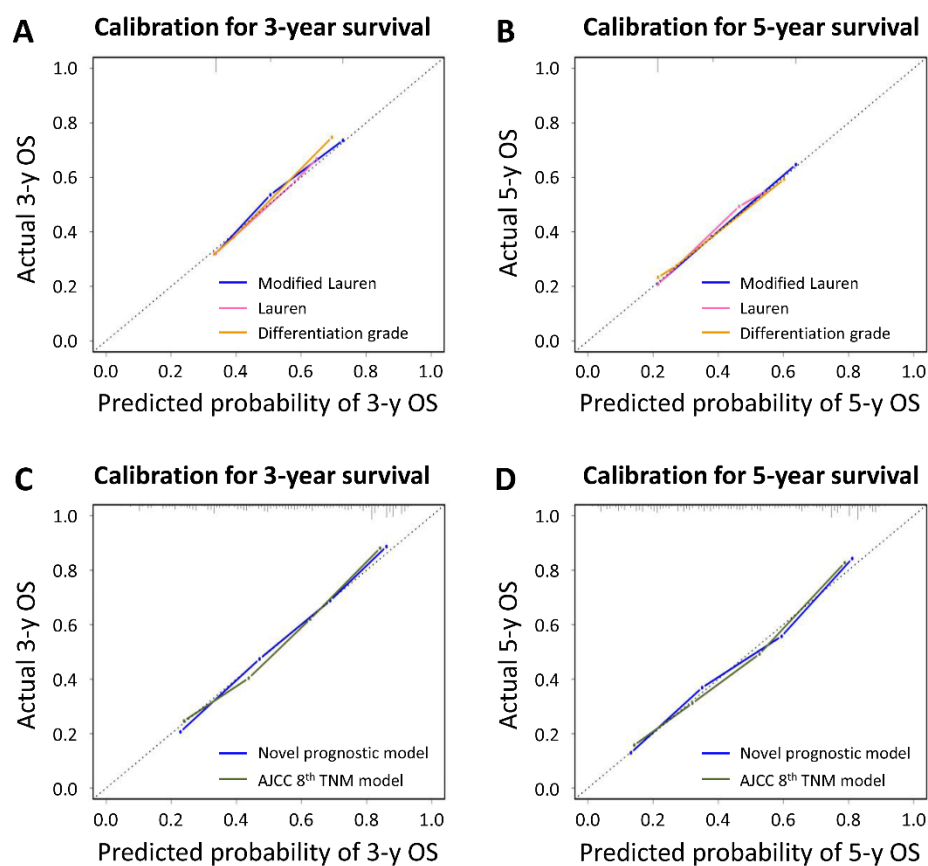 A
Calibration for 3-year survival
1.0
0.8
0.6
0.4
0.2
0.0
Actual 3-y OS
Modified Lauren
Lauren
Differentiation grade
0.0 0.2 0.4 0.6 0.8 1.0
Predicted probability of 3-y OS
B
Calibration for 5-year survival
1.0
0.8
0.6
0.4
0.2
0.0
Actual 5-y OS
Modified Lauren
Lauren
Differentiation grade
0.0 0.2 0.4 0.6 0.8 1.0
Predicted probability of 5-y OS
C
Calibration for 3-year survival
1.0
0.8
0.6
0.4
0.2
0.0
Actual 3-y OS
Novel prognostic model
AJCC 8th TNM model
0.0 0.2 0.4 0.6 0.8 1.0
Predicted probability of 3-y OS
D
Calibration for 5-year survival
1.0
0.8
0.6
0.4
0.2
0.0
Actual 5-y OS
Novel prognostic model
AJCC 8th TNM model
0.0 0.2 0.4 0.6 0.8 1.0
Predicted probability of 5-y OS